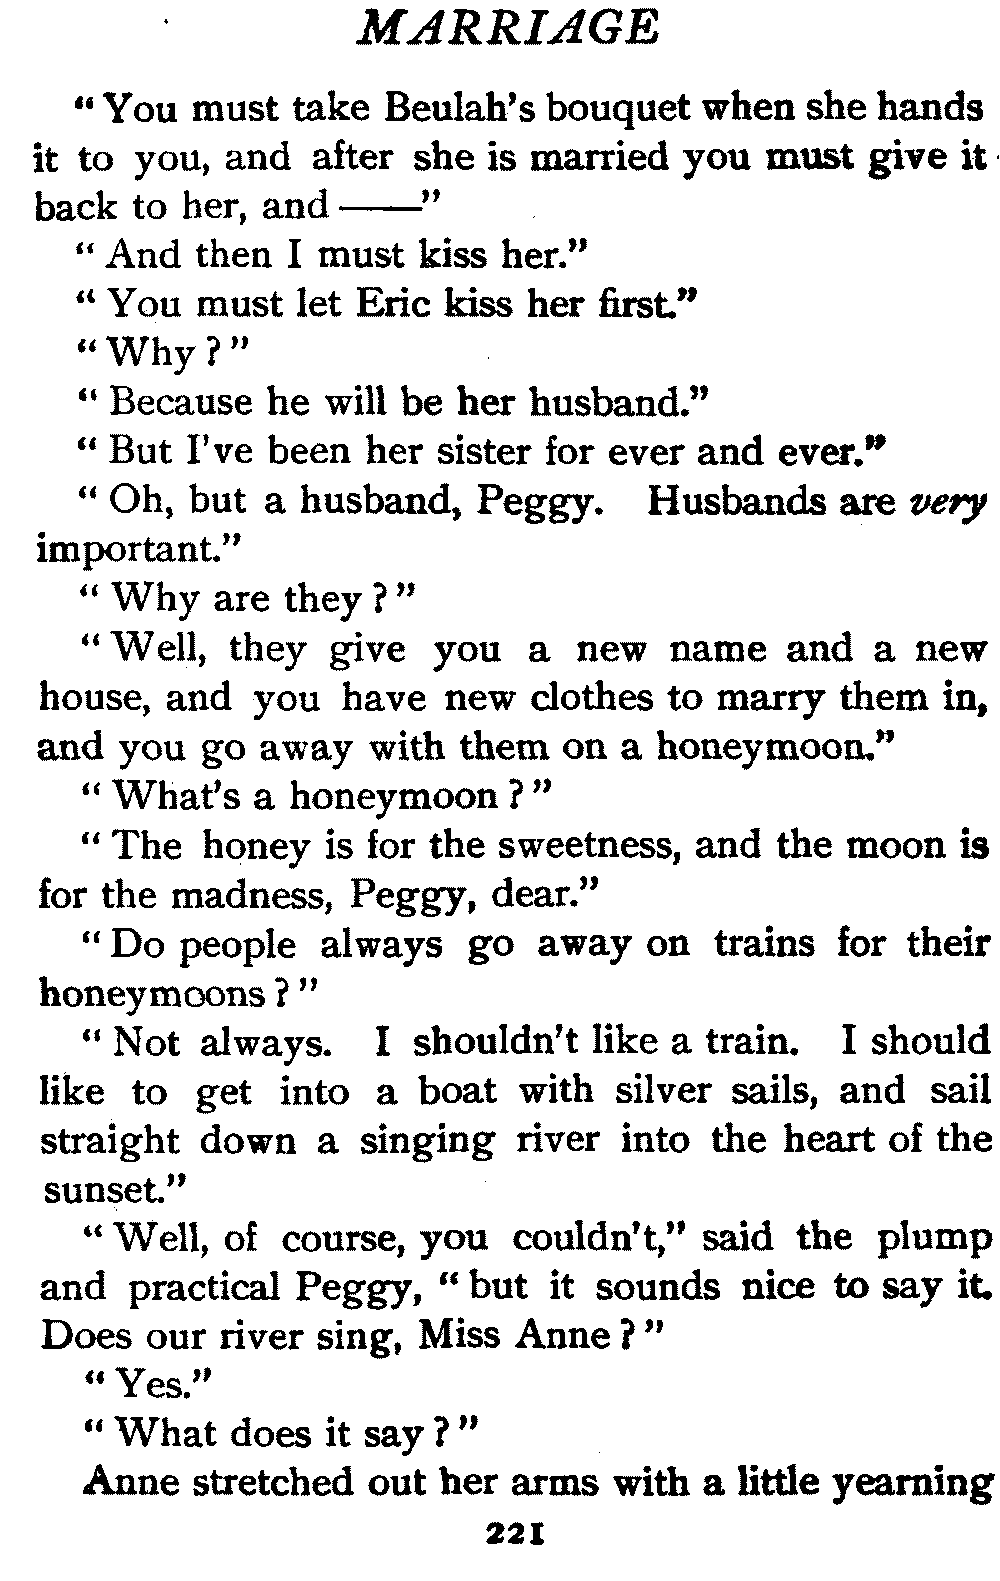 MARRIAGE
“You must take Beulah’s bouquet when she hands
it to you, and after she is married you must give it
back to her, and ——”
“And then I must kiss her.”
“You must let Eric kiss her first.”
“Why?”
“Because he will be her husband.”
“But I’ve been her sister for ever and ever.”
“Oh, but a husband, Peggy. Husbands are very
important.”
“Why are they?”
“Well, they give you a new name and a new
house, and you have new clothes to marry them in,
and you go away with them on a honeymoon.”
“What’s a honeymoon?”
“The honey is for the sweetness, and the moon is
for the madness, Peggy, dear.”
“Do people always go away on trains for their
honeymoons?”
“Not always. I shouldn’t like a train. I should
like to get into a boat with silver sails, and sail
straight down a singing river into the heart of the
sunset.”
“Well, of course, you couldn’t,” said the plump
and practical Peggy, “but it sounds nice to say it.
Does our river sing, Miss Anne?”
“Yes.”
“What does it say?”
Anne stretched out her arms with a little yearning
221